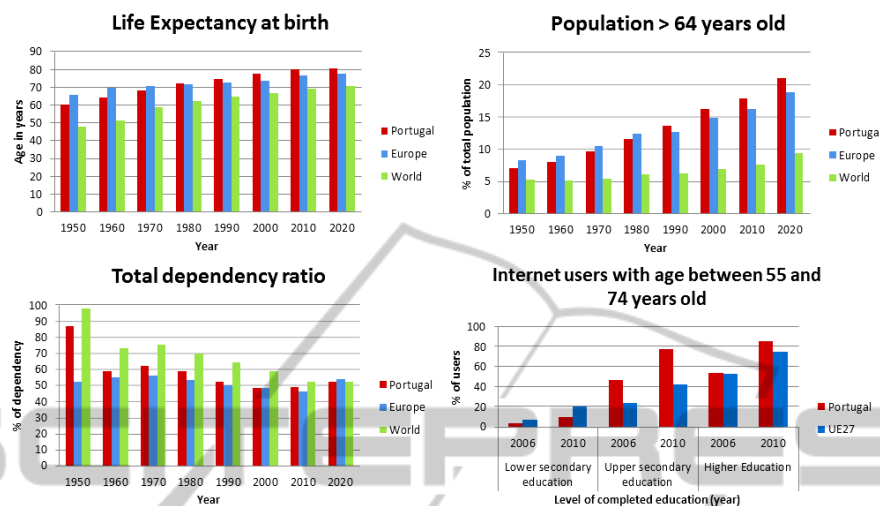 Life Expectancy at birth
Age in years
90
80
70
60
50
40
30
20
10
0
1950 1960 1970 1980 1990 2000 2010 2020
Year
Portugal
Europe
World
Population > 64 years old
% of total population
25
20
15
10
5
0
1950 1960 1970 1980 1990 2000 2010 2020
Year
Portuga
Europe
World
Total dependency ratio
% of dependency
100
90
80
70
60
50
40
30
20
10
0
1950 1960 1970 1980 1990 2000 2010 2020
Year
Portugal
Europe
World
Internet users with age between 55 and
74 years old
% of users
100
80
60
40
20
0
2006 2010 2006 2010 2006 2010
Lower secondary Upper secondary Higher Education
education education
Level of completed education (year)
Portugal
UE27